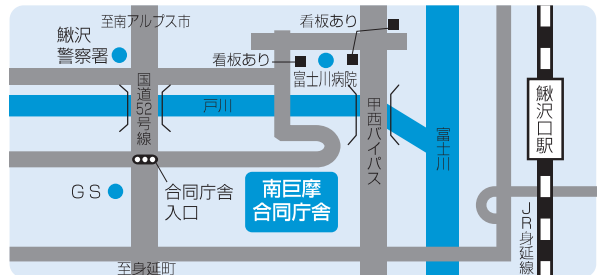 至南アルプス市
看板あり
鰍沢
警察署
看板あり
富士川病院
国道52号線
戸川
甲西バイパス
富士川
鰍沢口駅
GS
合同庁舎
入口
南巨摩
合同庁舎
JR身延線
至身延町